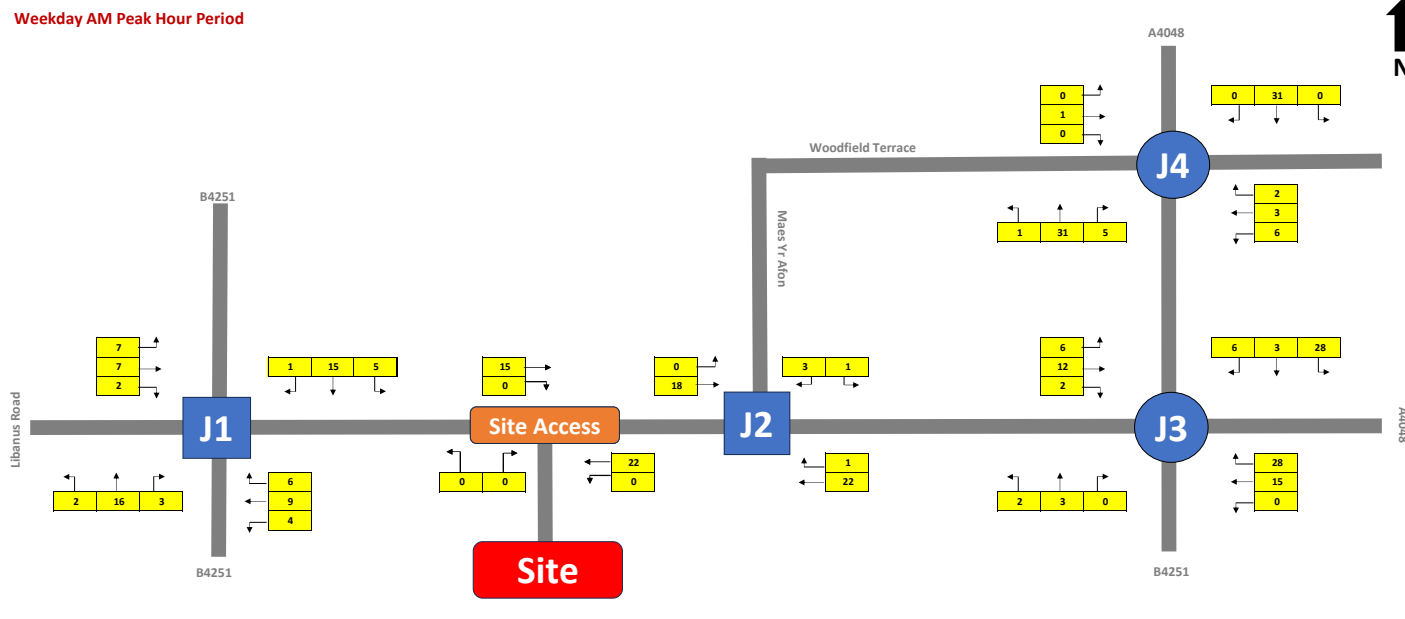 Weekday AM Peak Hour Period
A4048
N
0
1
0
0 31 0
Woodfield Terrace
J4
B4251
2
3
6
1 31 5
Maes Yr Afon
7
7
2
1 15 5
15
0
0
18
3 1
6
12
2
6 3 28
Libanus Road
J1
Site Access
J2
J3
A4048
2 16 3
6
9
4
0 0
22
0
1
22
2 3 0
28
15
0
B4251
Site
B4251